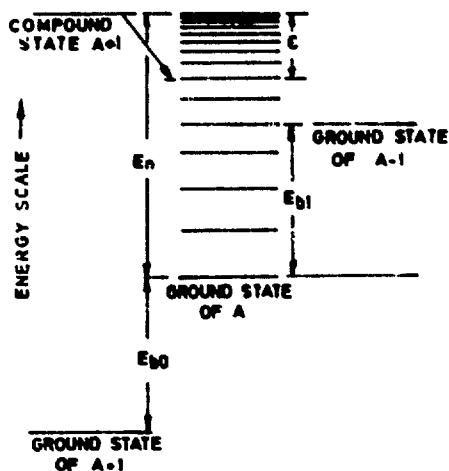 COMPOUND
STATE A+1
ε
GROUND STATE
OF A-1
En
Eb1
ENERGY SCALE
GROUND STATE
OF A
Eb0
GROUND STATE
OF A+1